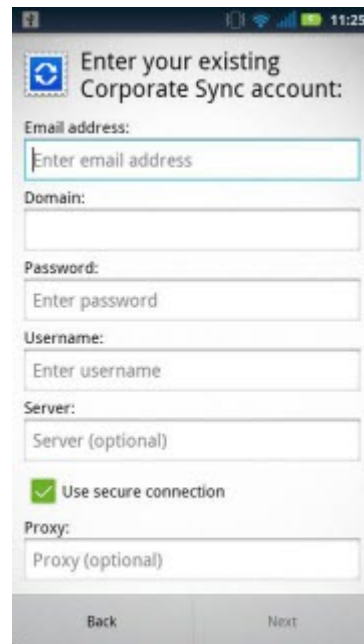 11:25
Enter your existing
Corporate Sync account:
Email address:
Enter email address
Domain:
Password:
Enter password
Username:
Enter username
Server:
Server (optional)
Use secure connection
Proxy:
Proxy (optional)
Back Next